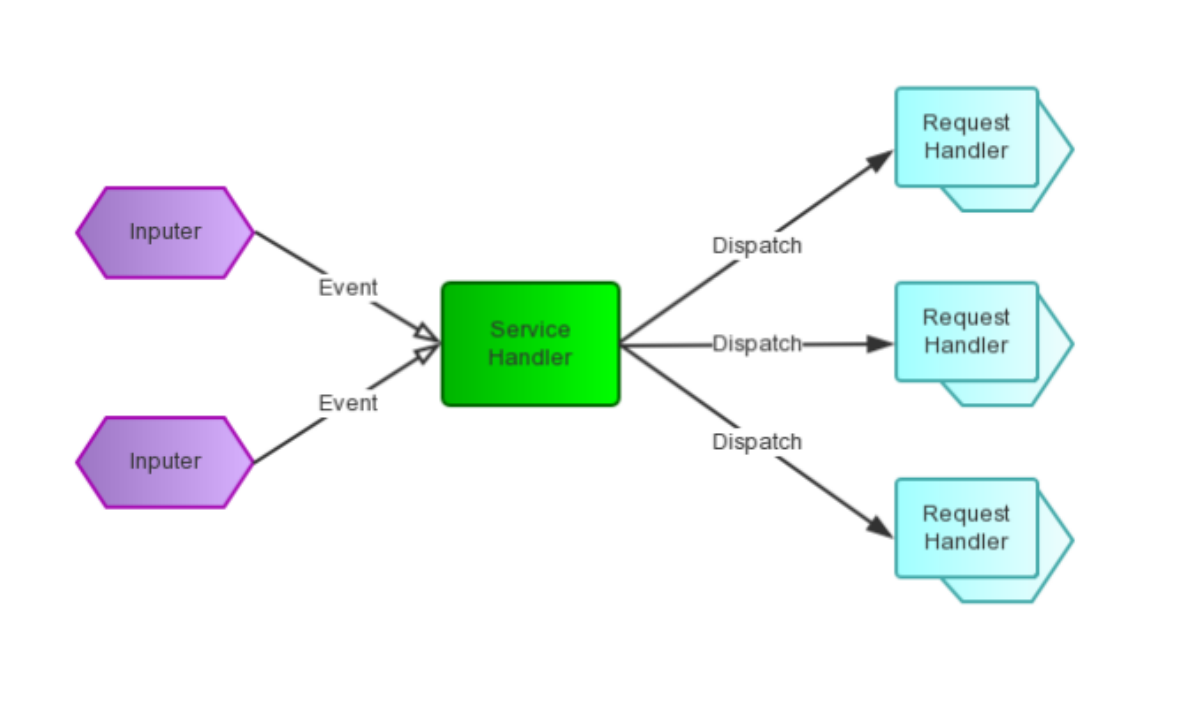 Inputer
Event
Inputer
Event
Service
Handler
Dispatch
Dispatch
Dispatch
Request
Handler
Request
Handler
Request
Handler